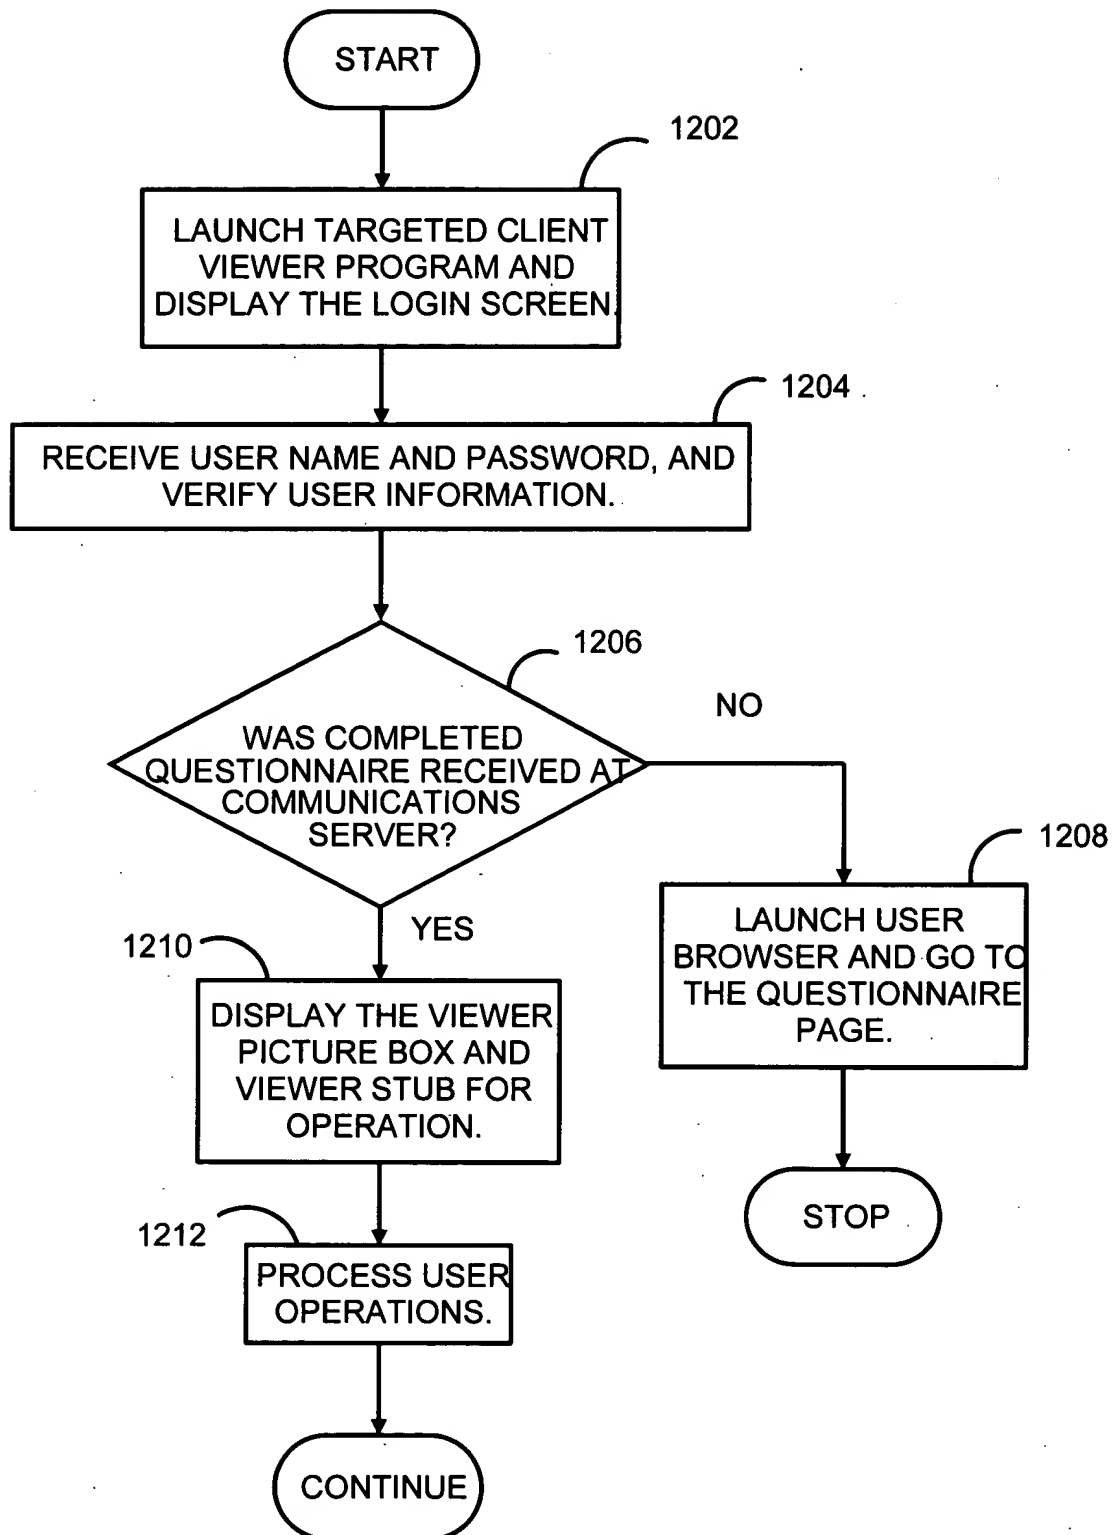 START
1202
LAUNCH TARGETED CLIENT
VIEWER PROGRAM AND
DISPLAY THE LOGIN SCREEN.
1204
RECEIVE USER NAME AND PASSWORD, AND
VERIFY USER INFORMATION.
1206
WAS COMPLETED
QUESTIONNAIRE RECEIVED AT
COMMUNICATIONS
SERVER?
NO
1208
LAUNCH USER
BROWSER AND GO TO
THE QUESTIONNAIRE
PAGE.
STOP
YES
1210
DISPLAY THE VIEWER
PICTURE BOX AND
VIEWER STUB FOR
OPERATION.
1212
PROCESS USER
OPERATIONS.
CONTINUE